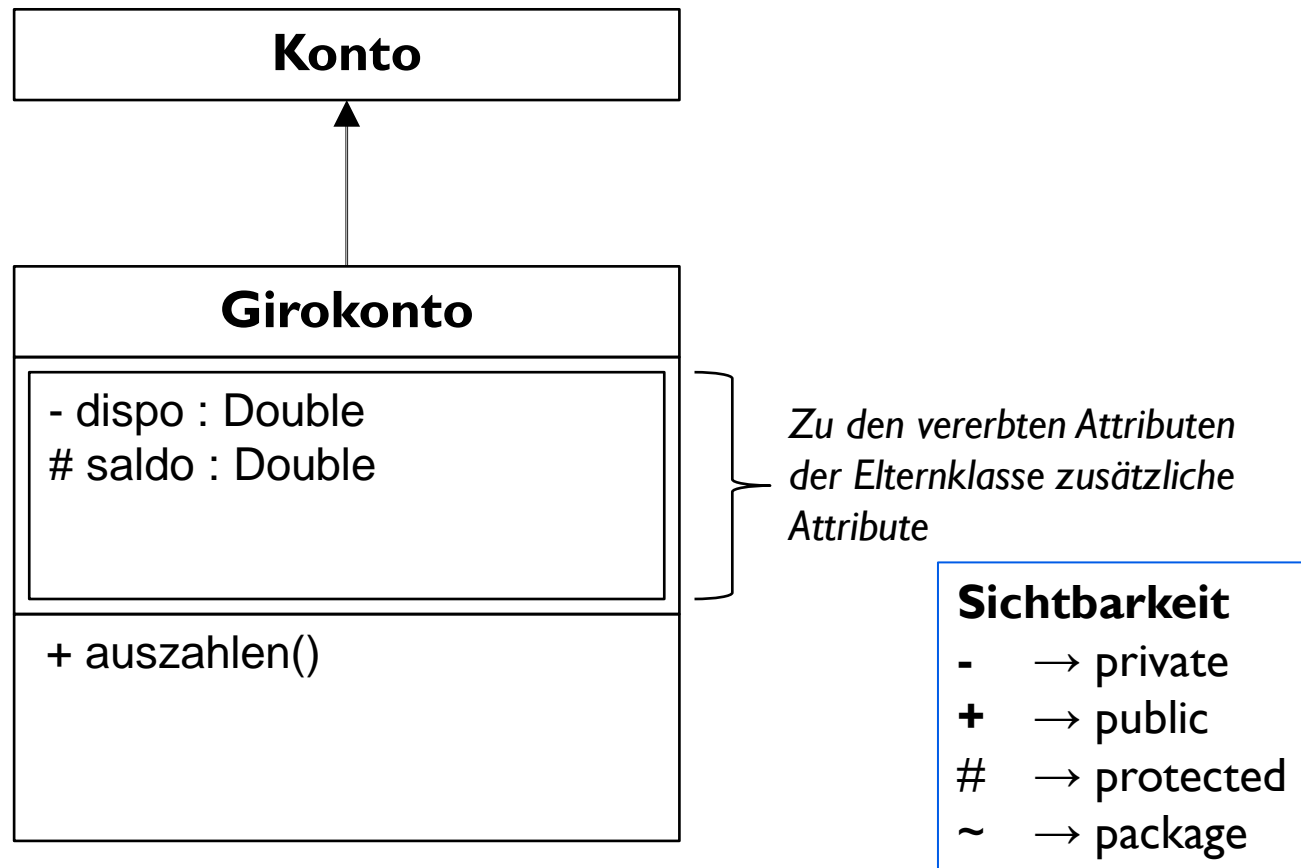 Konto
Girokonto
- dispo : Double
# saldo : Double
+ auszahlen()
Zu den vererbten Attributen
der Elternklasse zusätzliche
Attribute
Sichtbarkeit
- → private
+ → public
# → protected
~ → package